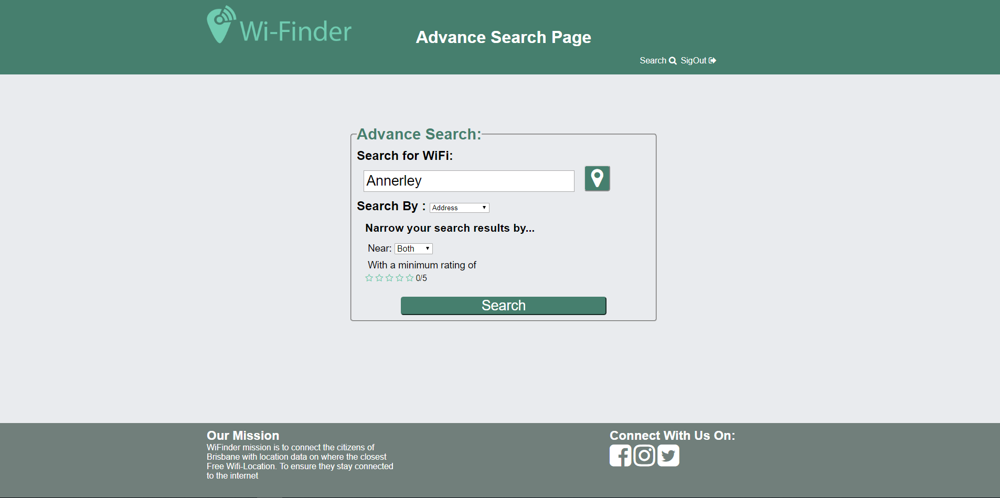 Wi-Finder
Advance Search Page
Search SigOut
Advance Search:
Search for WiFi:
Annerley
Search By : Address
Narrow your search results by...
Near: Both
With a minimum rating of
0/5
Search
Our Mission
WiFinder mission is to connect the citizens of
Brisbane with location data on where the closest
Free Wifi-Location. To ensure they stay connected
to the internet
Connect With Us On: